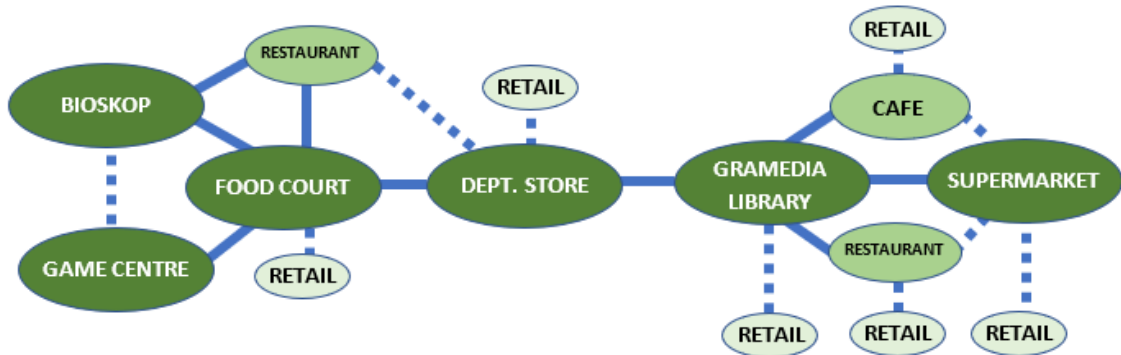 RETAIL
RESTAURANT
RETAIL
BIOSKOP
CAFE
FOOD COURT
DEPT. STORE
GRAMEDIA
LIBRARY
SUPERMARKET
GAME CENTRE
RETAIL
RESTAURANT
RETAIL
RETAIL
RETAIL